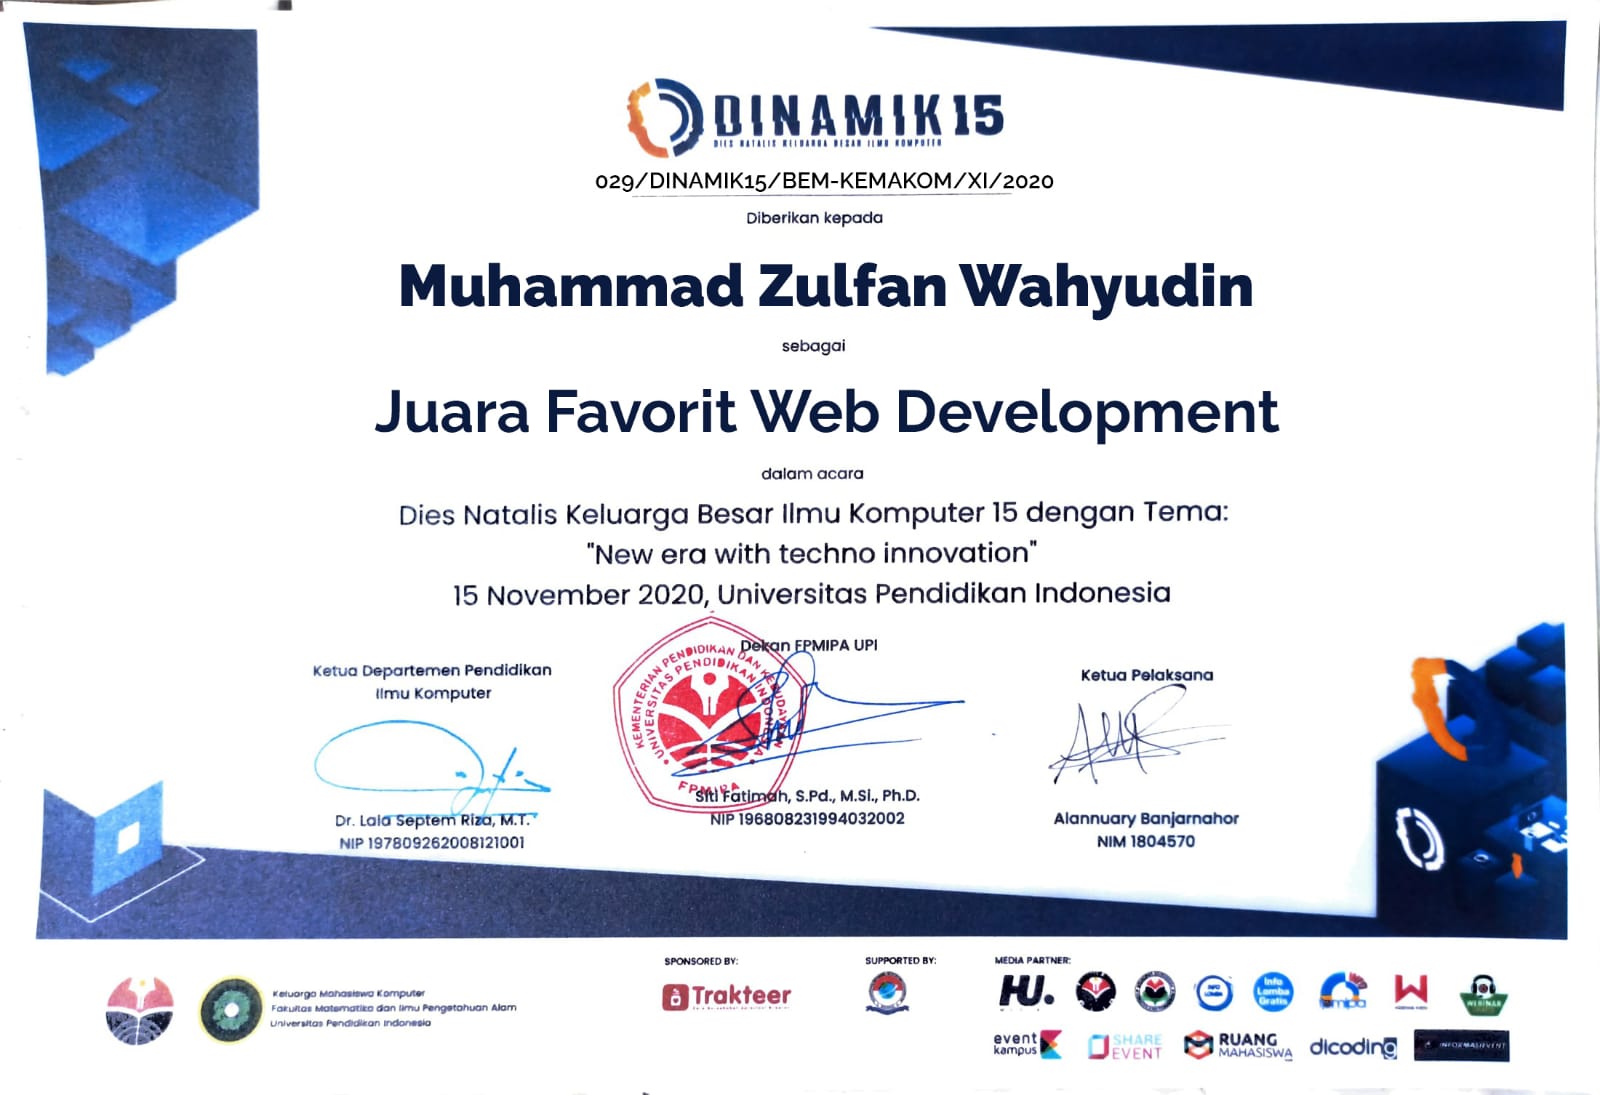 DINAMIK 15
DIES NATALIS KELUARGA BESAR ILMU KOMPUTER
029/DINAMIK15/BEM-KEMAKOM/XI/2020
Diberikan kepada
Muhammad Zulfan Wahyudin
sebagai
Juara Favorit Web Development
dalam acara
Dies Natalis Keluarga Besar Ilmu Komputer 15 dengan Tema:
"New era with techno innovation"
15 November 2020, Universitas Pendidikan Indonesia
Ketua Departemen Pendidikan
Ilmu Komputer
Dr. Lala Septem Riza, M.T.
NIP 197809262008121001
Dekan FPMIPA UPI
KEMENTERIAN PENDIDIKAN DAN KEBUDAYAAN
UNIVERSITAS PENDIDIKAN INDONESIA
FPMIPA
Siti Fatimah, S.Pd., M.Si., Ph.D.
NIP 196808231994032002
Ketua Pelaksana
Alannuary Banjarnahor
NIM 1804570
Keluarga Mahasiswa Komputer
Fakultas Matematika dan Ilmu Pengetahuan Alam
Universitas Pendidikan Indonesia
SPONSORED BY:
Trakteer
SUPPORTED BY:
MEDIA PARTNER:
HU.
INFO LOMBA
Info Lomba Gratis
WEBINAR
event kampus
SHARE EVENT
RUANG MAHASISWA
dicoding
INFORMASIEVENT